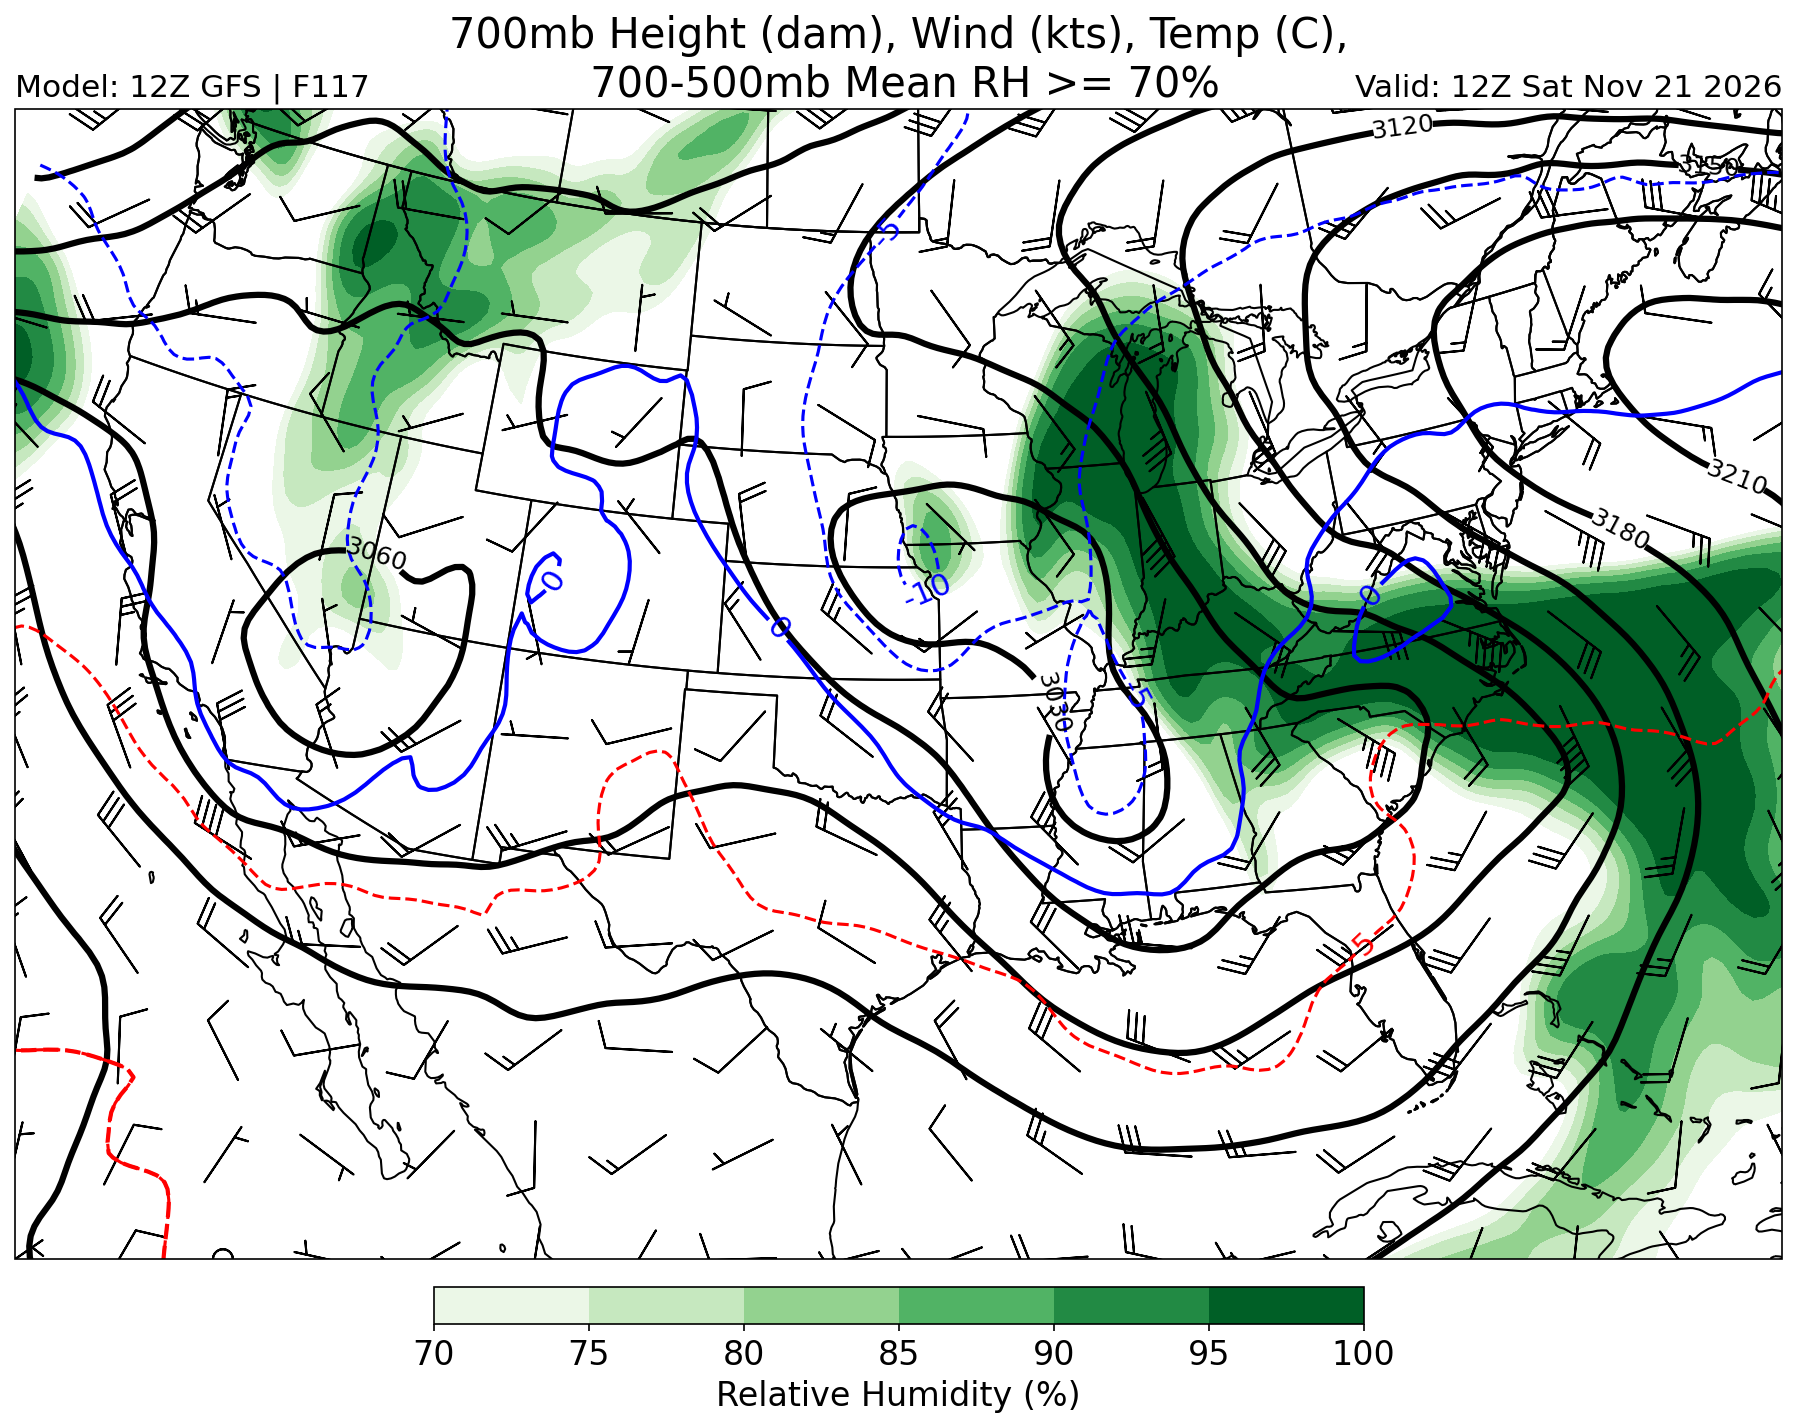 700mb Height (dam), Wind (kts), Temp (C),
700-500mb Mean RH >= 70%
Model: 12Z GFS | F117
Valid: 12Z Sat Nov 21 2026
3120
3150
-5
3210
3180
3060
0
-10
0
0
3030
-5
5
70 75 80 85 90 95 100
Relative Humidity (%)